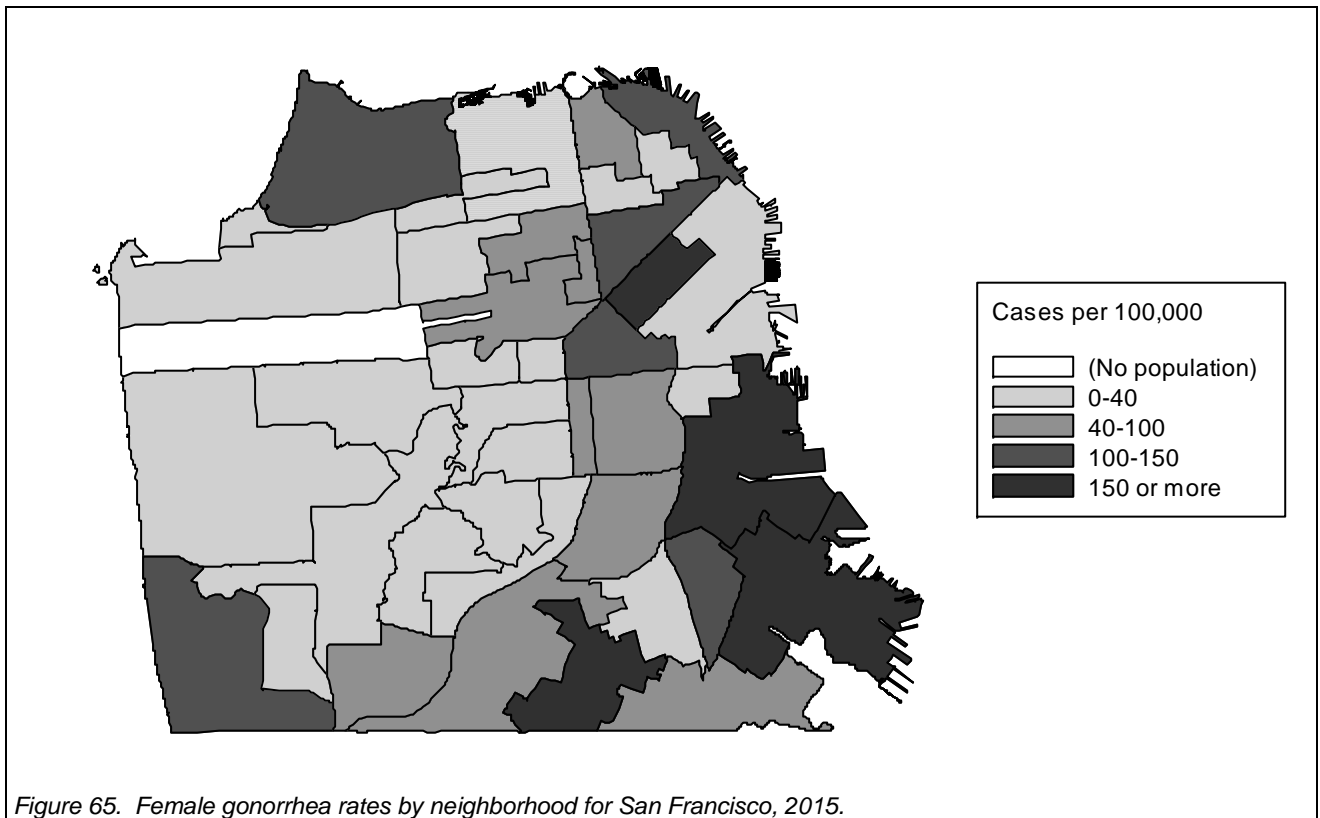 Cases per 100,000
(No population)
0-40
40-100
100-150
150 or more
Figure 65. Female gonorrhea rates by neighborhood for San Francisco, 2015.